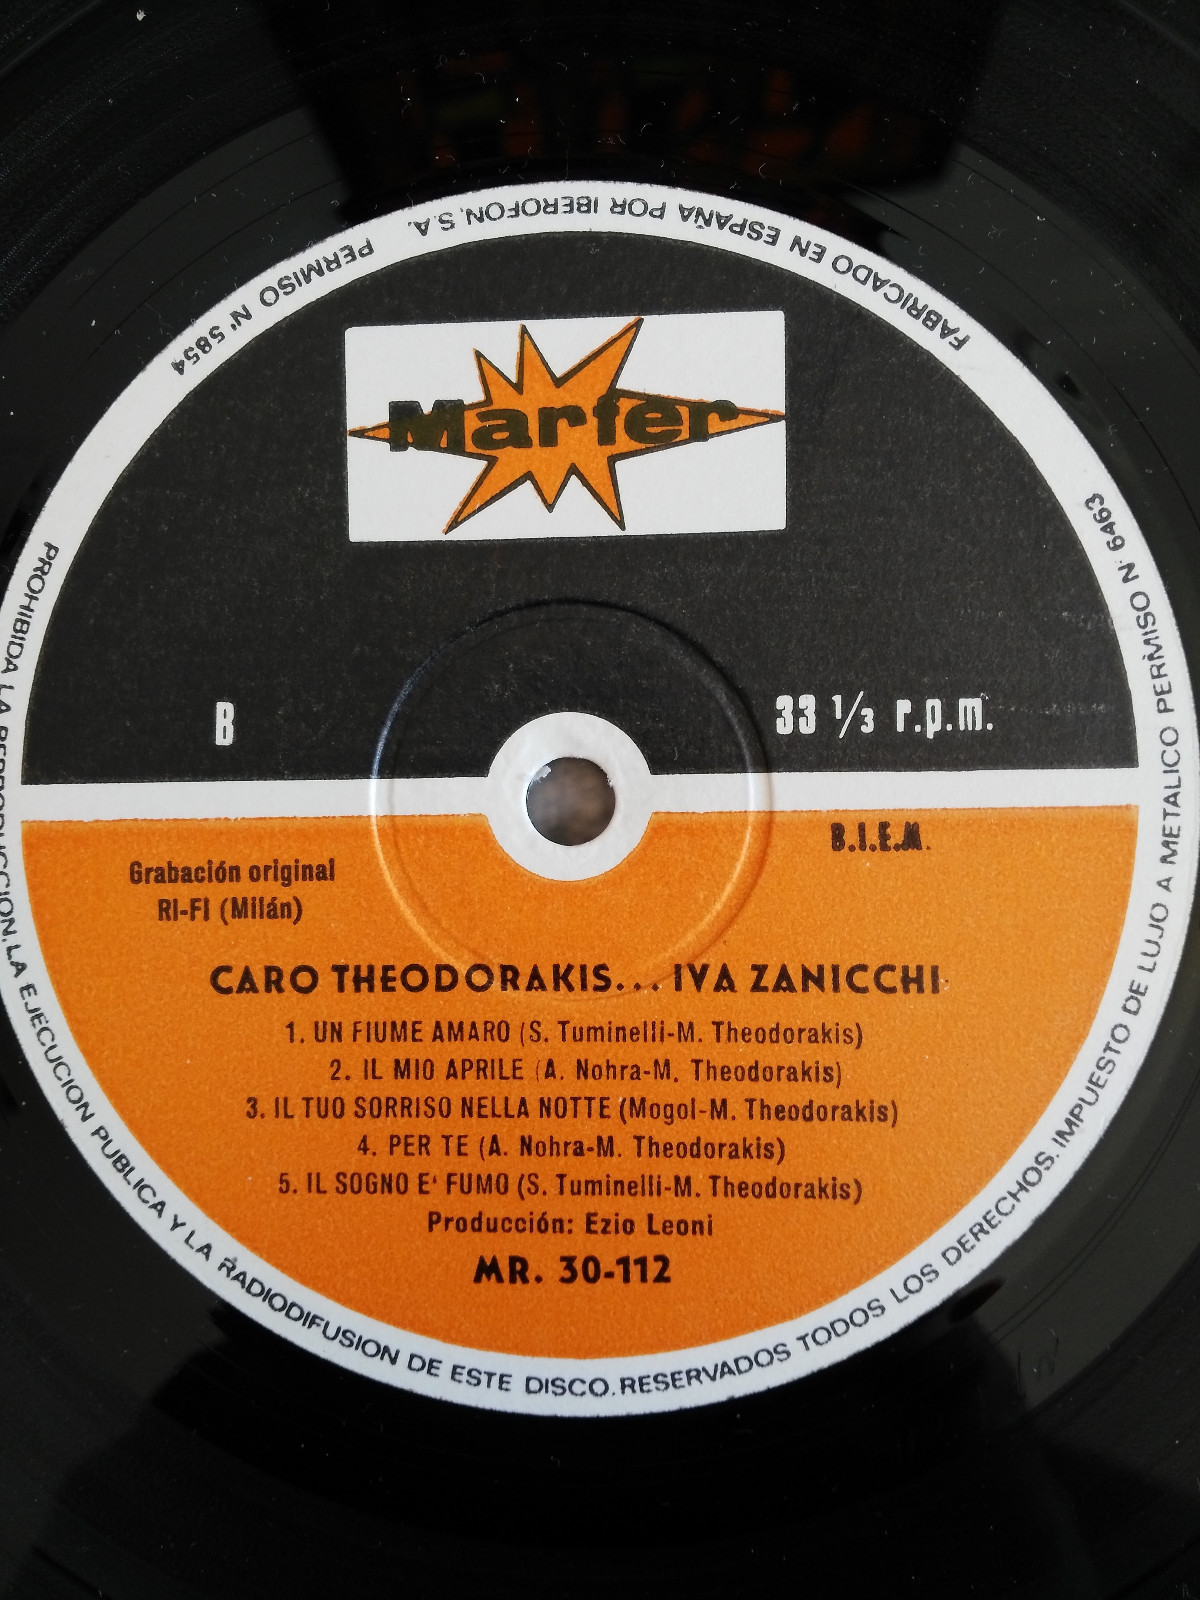 Marfer
B
33 1/3 r.p.m.
B.I.E.M.
Grabación original
RI-FI (Milán)
CARO THEODORAKIS... IVA ZANICCHI
1. UN FIUME AMARO (S. Tuminelli-M. Theodorakis)
2. IL MIO APRILE (A. Nohra-M. Theodorakis)
3. IL TUO SORRISO NELLA NOTTE (Mogol-M. Theodorakis)
4. PER TE (A. Nohra-M. Theodorakis)
5. IL SOGNO E' FUMO (S. Tuminelli-M. Theodorakis)
Producción: Ezio Leoni
MR. 30-112
PROHIBIDA LA REPRODUCCION, LA EJECUCION PUBLICA Y LA RADIODIFUSION DE ESTE DISCO. RESERVADOS TODOS LOS DERECHOS. IMPUESTO DE LUJO A METALICO PERMISO N° 6463
FABRICADO EN ESPAÑA POR IBEROFON, S.A. PERMISO N° 5854